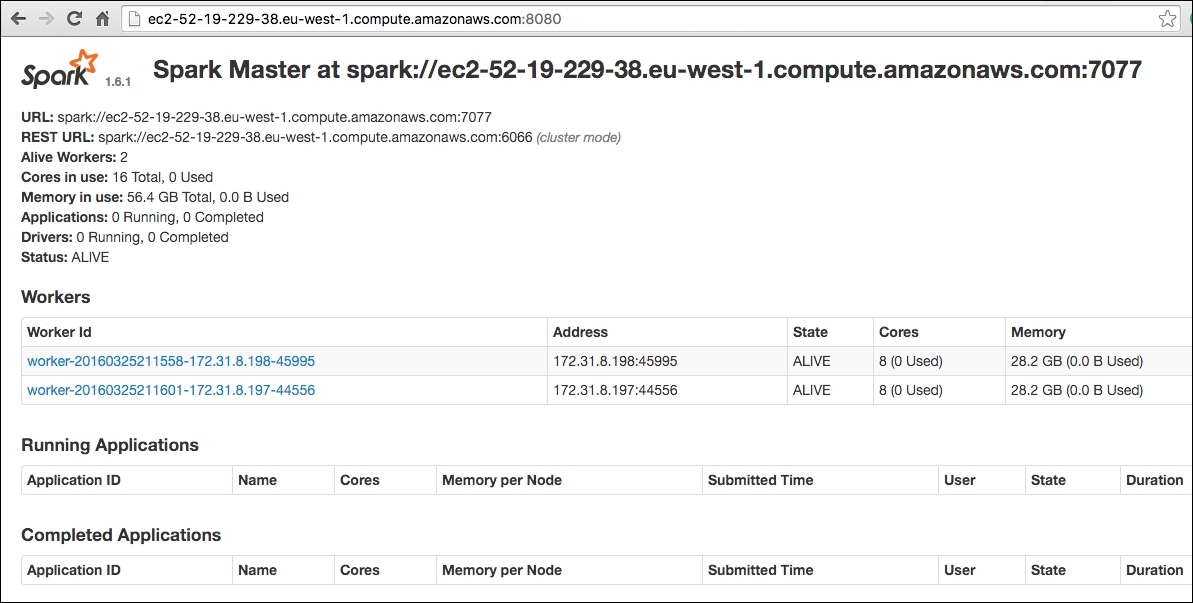 ec2-52-19-229-38.eu-west-1.compute.amazonaws.com:8080
Spark 1.6.1 Spark Master at spark://ec2-52-19-229-38.eu-west-1.compute.amazonaws.com:7077
URL: spark://ec2-52-19-229-38.eu-west-1.compute.amazonaws.com:7077
REST URL: spark://ec2-52-19-229-38.eu-west-1.compute.amazonaws.com:6066 (cluster mode)
Alive Workers: 2
Cores in use: 16 Total, 0 Used
Memory in use: 56.4 GB Total, 0.0 B Used
Applications: 0 Running, 0 Completed
Drivers: 0 Running, 0 Completed
Status: ALIVE
Workers
Worker Id Address State Cores Memory
worker-20160325211558-172.31.8.198-45995 172.31.8.198:45995 ALIVE 8 (0 Used) 28.2 GB (0.0 B Used)
worker-20160325211601-172.31.8.197-44556 172.31.8.197:44556 ALIVE 8 (0 Used) 28.2 GB (0.0 B Used)
Running Applications
Application ID Name Cores Memory per Node Submitted Time User State Duration
Completed Applications
Application ID Name Cores Memory per Node Submitted Time User State Duration